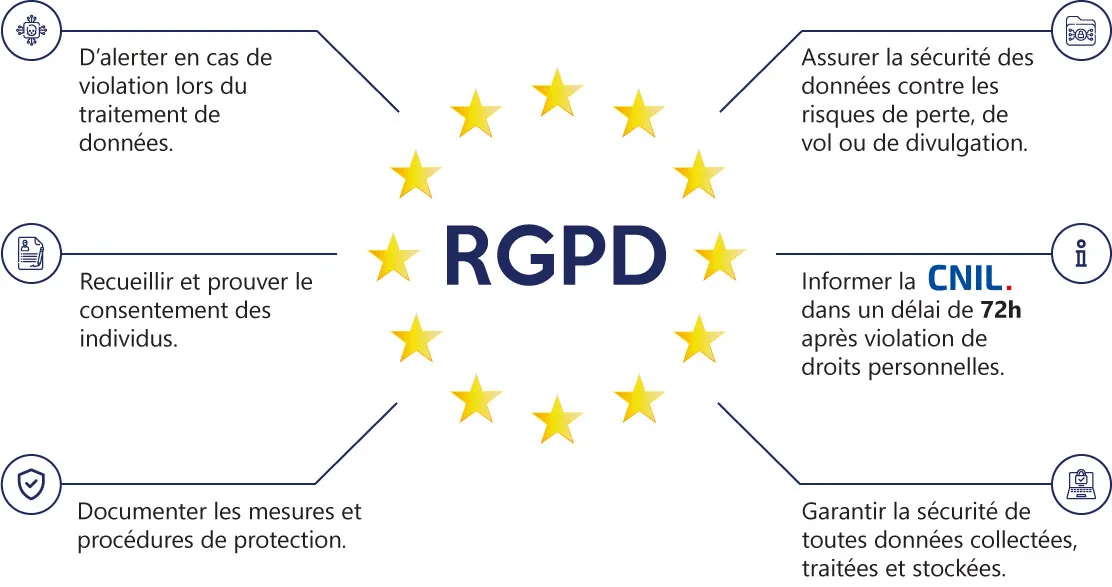 D’alerter en cas de
violation lors du
traitement de
données.
Assurer la sécurité des
données contre les
risques de perte, de
vol ou de divulgation.
RGPD
Recueillir et prouver le
consentement des
individus.
Informer la CNIL.
dans un délai de 72h
après violation de
droits personnelles.
Documenter les mesures et
procédures de protection.
Garantir la sécurité de
toutes données collectées,
traitées et stockées.